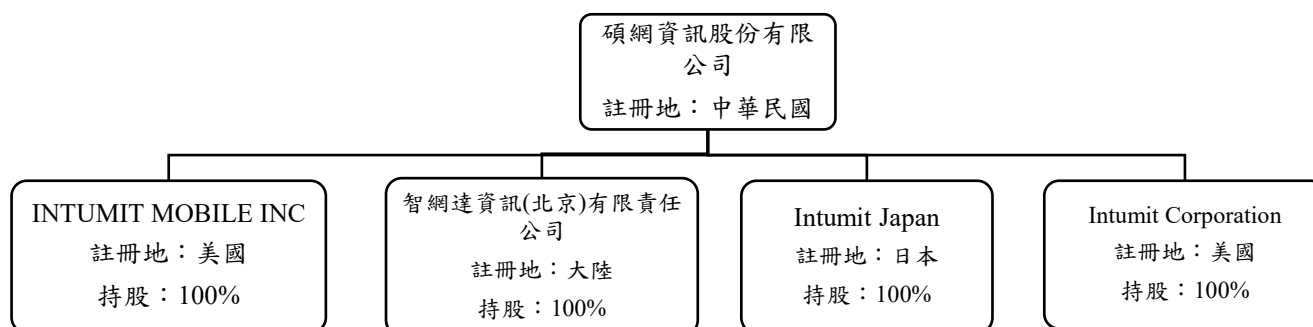 碩網資訊股份有限
公司
註冊地：中華民國
INTUMIT MOBILE INC
註冊地：美國
持股：100%
智網達資訊(北京)有限責任
公司
註冊地：大陸
持股：100%
Intumit Japan
註冊地：日本
持股：100%
Intumit Corporation
註冊地：美國
持股：100%